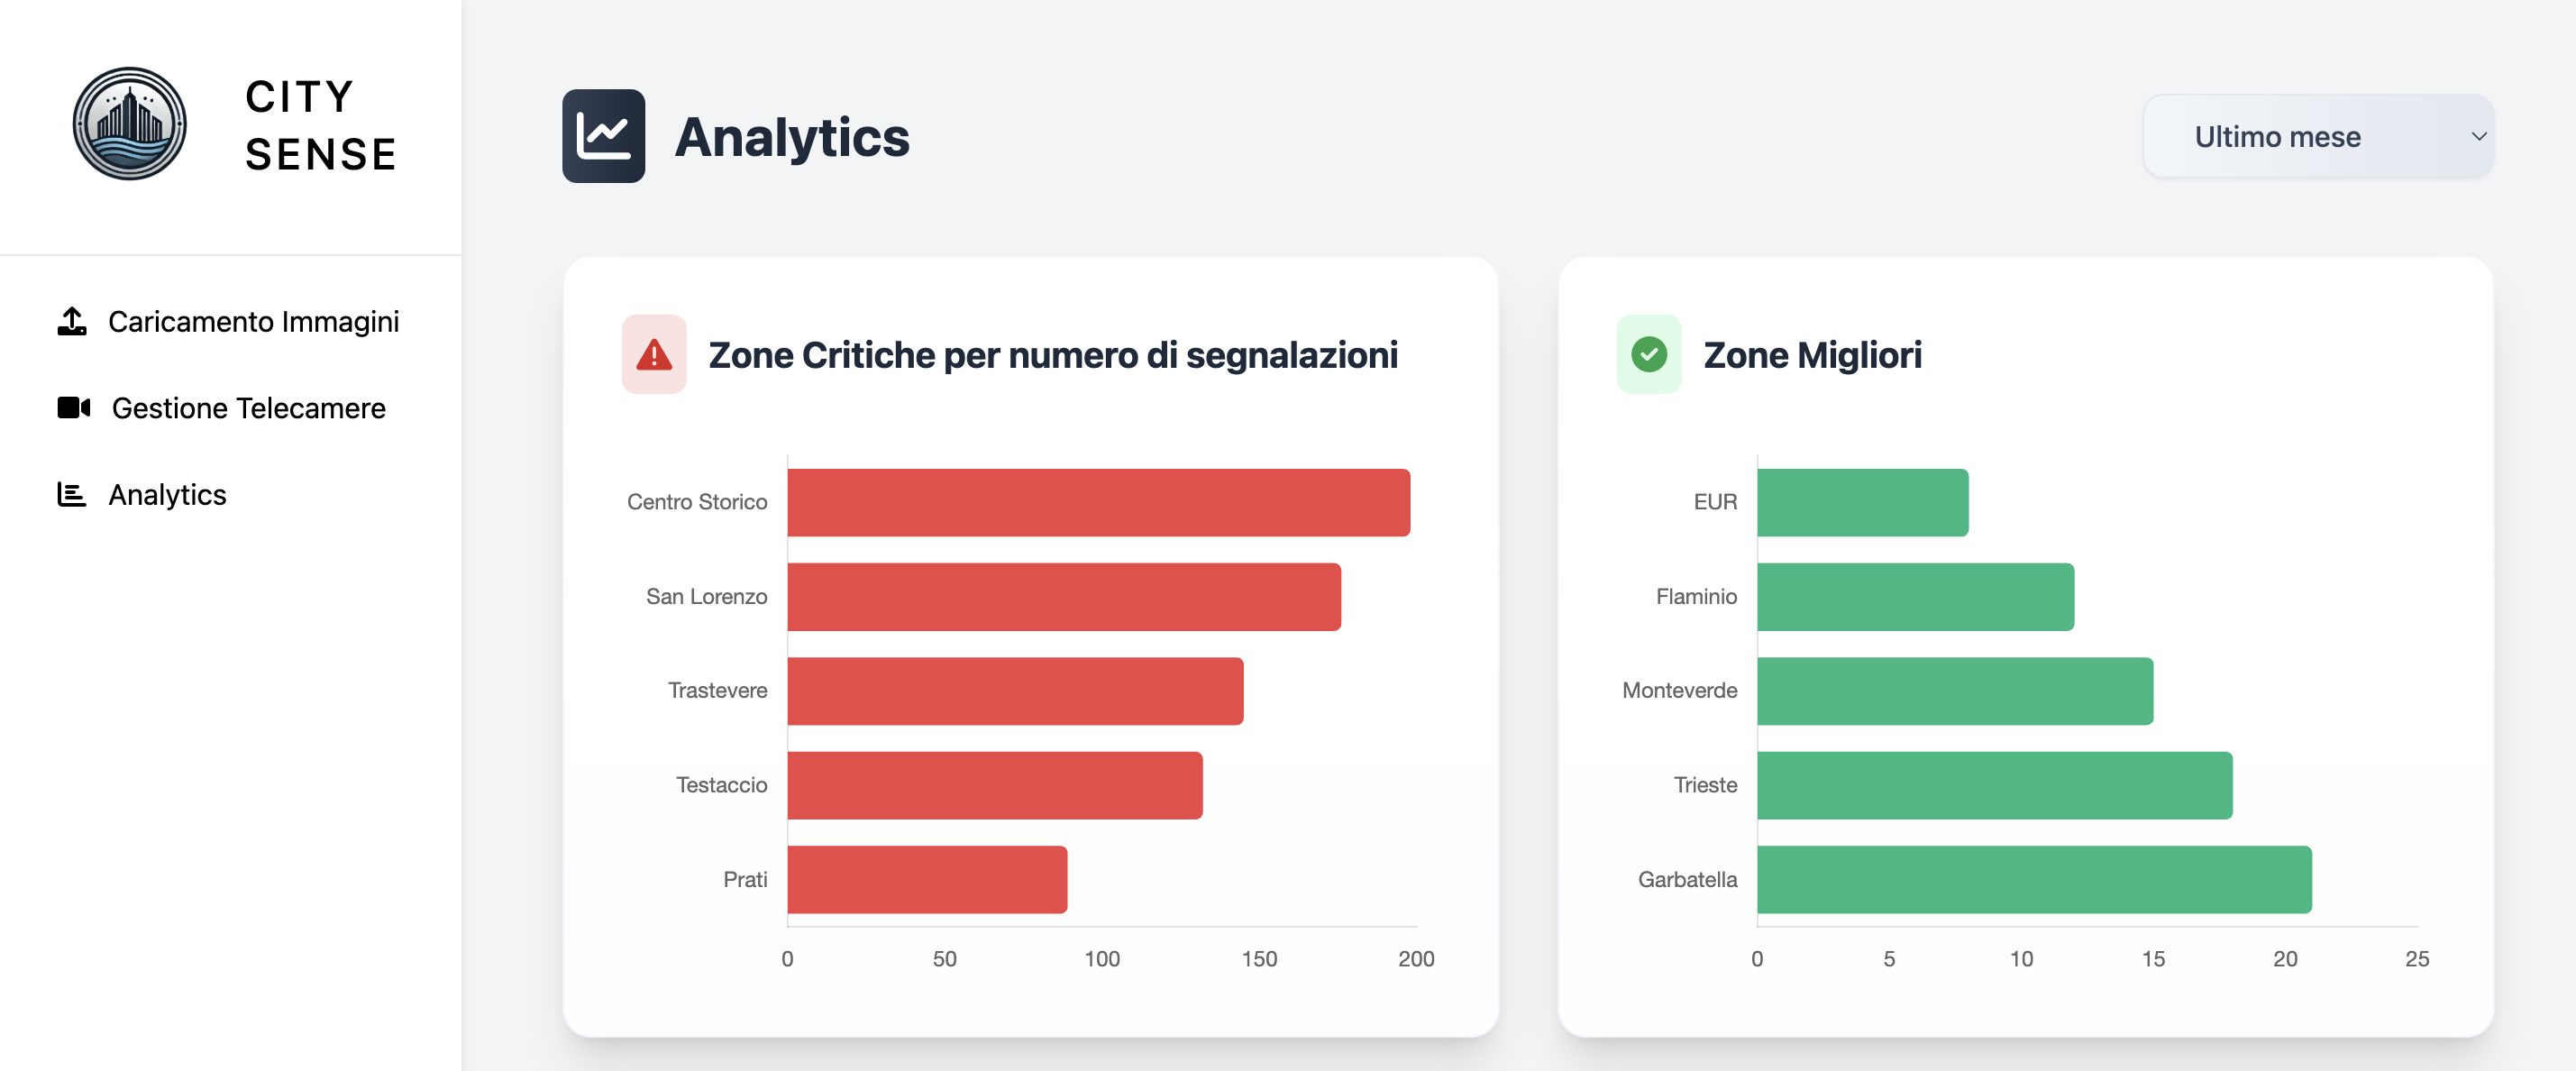 CITY
SENSE
Caricamento Immagini
Gestione Telecamere
Analytics
Analytics
Ultimo mese
Zone Critiche per numero di segnalazioni
Centro Storico
San Lorenzo
Trastevere
Testaccio
Prati
0 50 100 150 200
Zone Migliori
EUR
Flaminio
Monteverde
Trieste
Garbatella
0 5 10 15 20 25